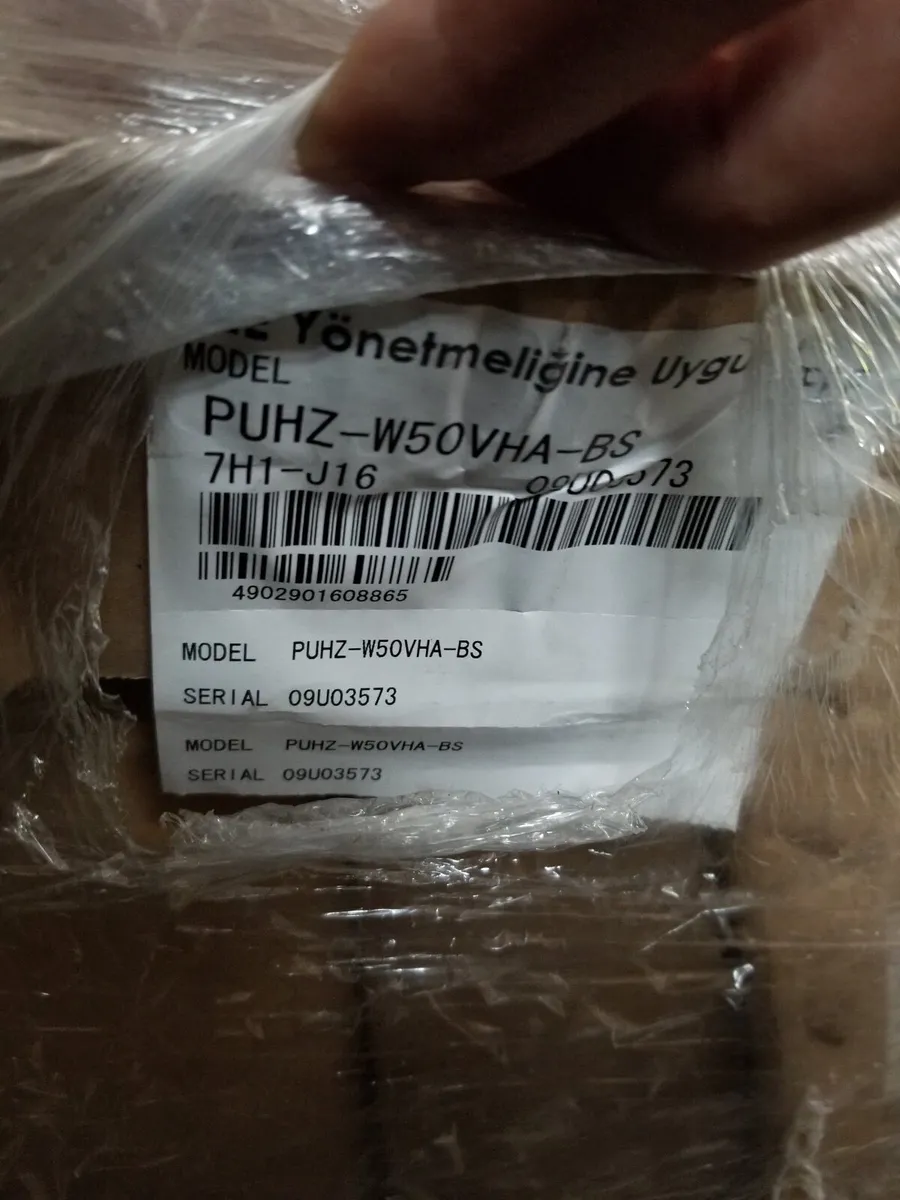 Yönetmeliğine Uygu
MODEL
PUHZ-W50VHA-BS
7H1-J16
4902901608865
MODEL PUHZ-W50VHA-BS
SERIAL 09U03573
MODEL PUHZ-W50VHA-BS
SERIAL 09U03573